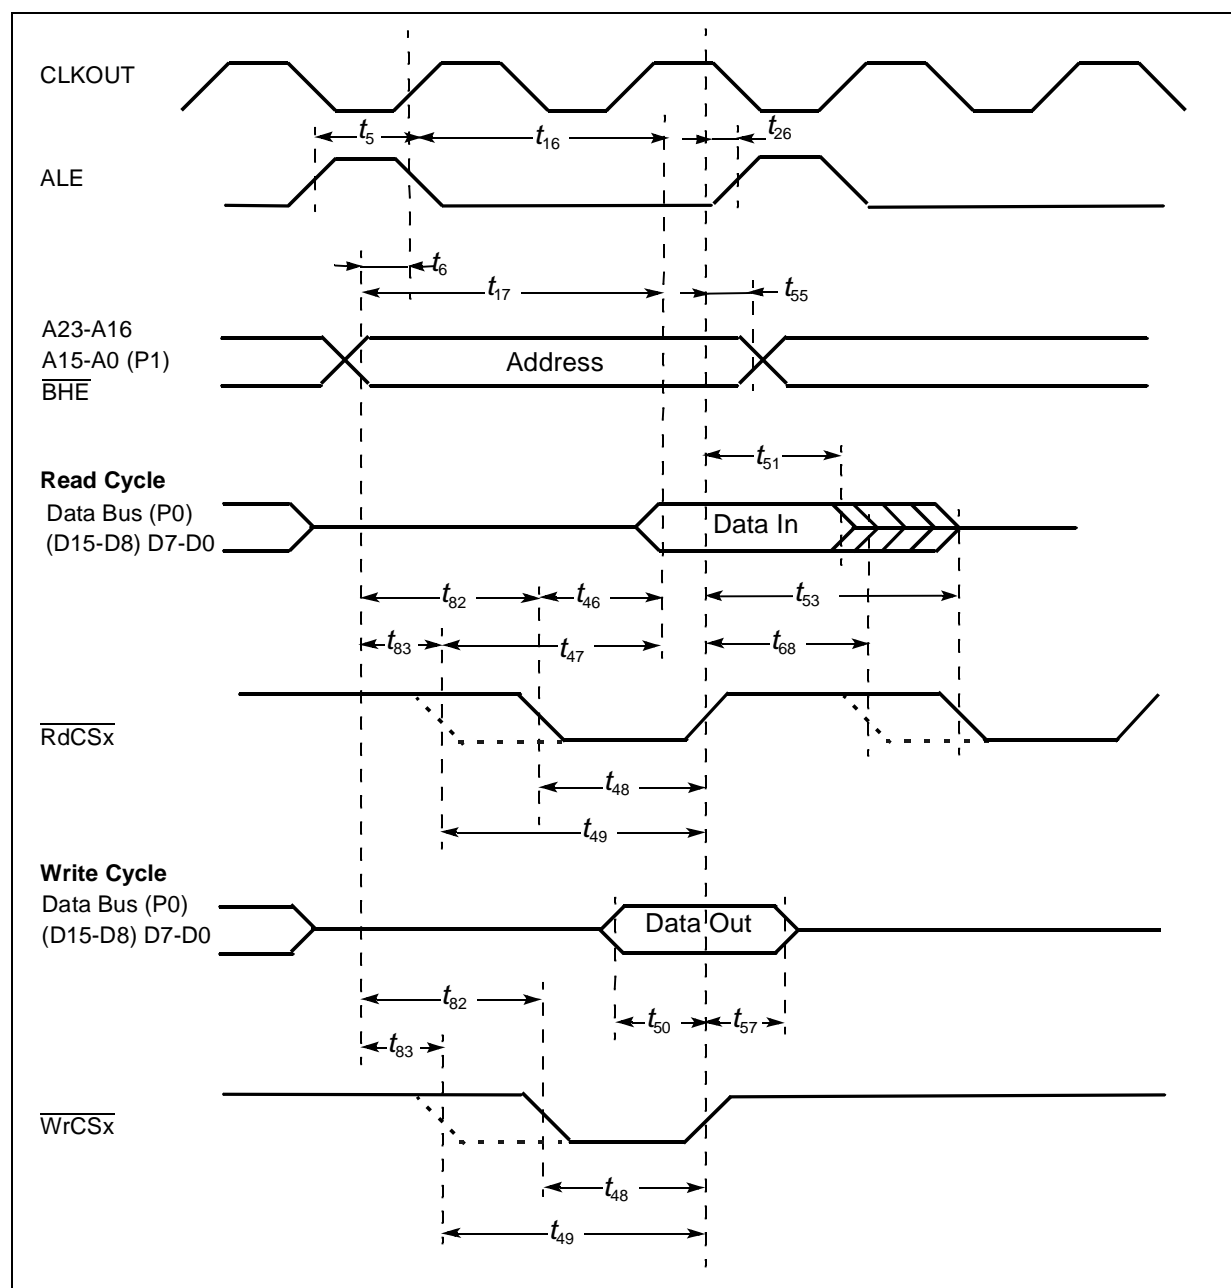 CLKOUT
t5 t16 t26
ALE
t6
t17 t55
A23-A16
A15-A0 (P1) Address
BHE
t51
Read Cycle
Data Bus (P0) Data In
(D15-D8) D7-D0
t82 t46 t53
t83 t47 t68
RdCSx
t48
t49
Write Cycle
Data Bus (P0) Data Out
(D15-D8) D7-D0
t82 t50 t57
t83
WrCSx
t48
t49